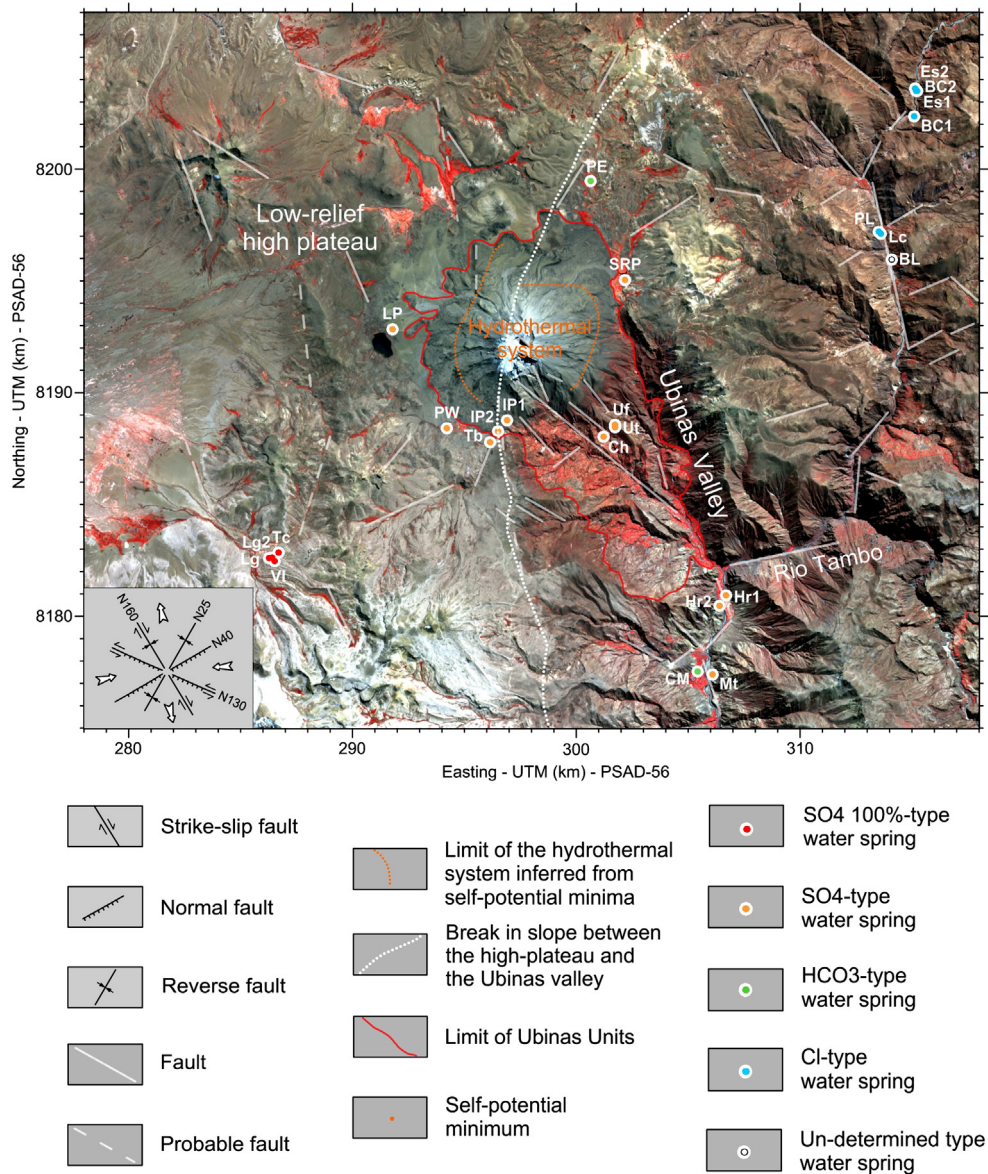 Es2
BC2
Es1
BC1
8200
PE
PL
Lc
BL
Low-relief
high plateau
SRP
LP
Hydrothermal
system
Ubinas Valley
8190
PW
IP2
IP1
Tb
Uf
Ut
Ch
Lg2
Tc
Lg
VI
Rio Tambo
8180
Hr2
Hr1
CM
Mt
N160
N25
N40
N130
Northing - UTM (km) - PSAD-56
280
290
300
310
Easting - UTM (km) - PSAD-56
Strike-slip fault
Normal fault
Reverse fault
Fault
Probable fault
Limit of the hydrothermal
system inferred from
self-potential minima
Break in slope between
the high-plateau and
the Ubinas valley
Limit of Ubinas Units
Self-potential
minimum
SO4 100%-type
water spring
SO4-type
water spring
HCO3-type
water spring
Cl-type
water spring
Un-determined type
water spring